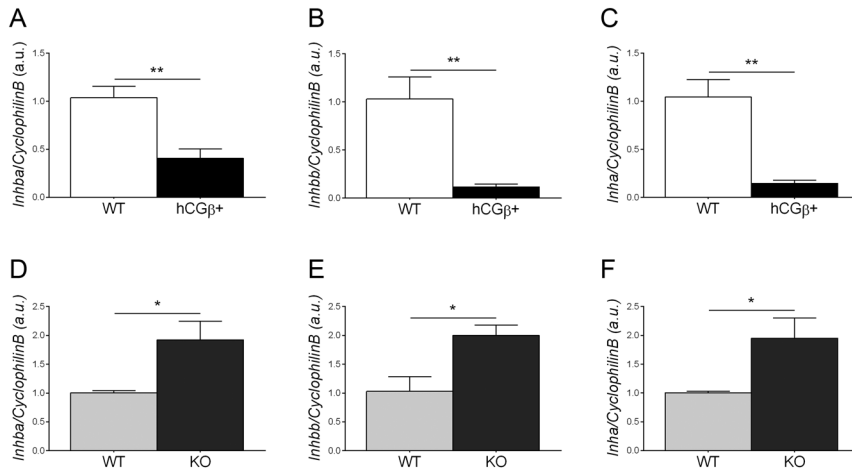 A
Inhba/CyclophilinB (a.u.)
1.5
1.0
0.5
0.0
**
WT
hCGβ+
B
Inhbb/CyclophilinB (a.u.)
1.5
1.0
0.5
0.0
**
WT
hCGβ+
C
Inha/CyclophilinB (a.u.)
1.5
1.0
0.5
0.0
**
WT
hCGβ+
D
Inhba/CyclophilinB (a.u.)
2.5
2.0
1.5
1.0
0.5
0.0
*
WT
KO
E
Inhbb/CyclophilinB (a.u.)
2.5
2.0
1.5
1.0
0.5
0.0
*
WT
KO
F
Inha/CyclophilinB (a.u.)
2.5
2.0
1.5
1.0
0.5
0.0
*
WT
KO